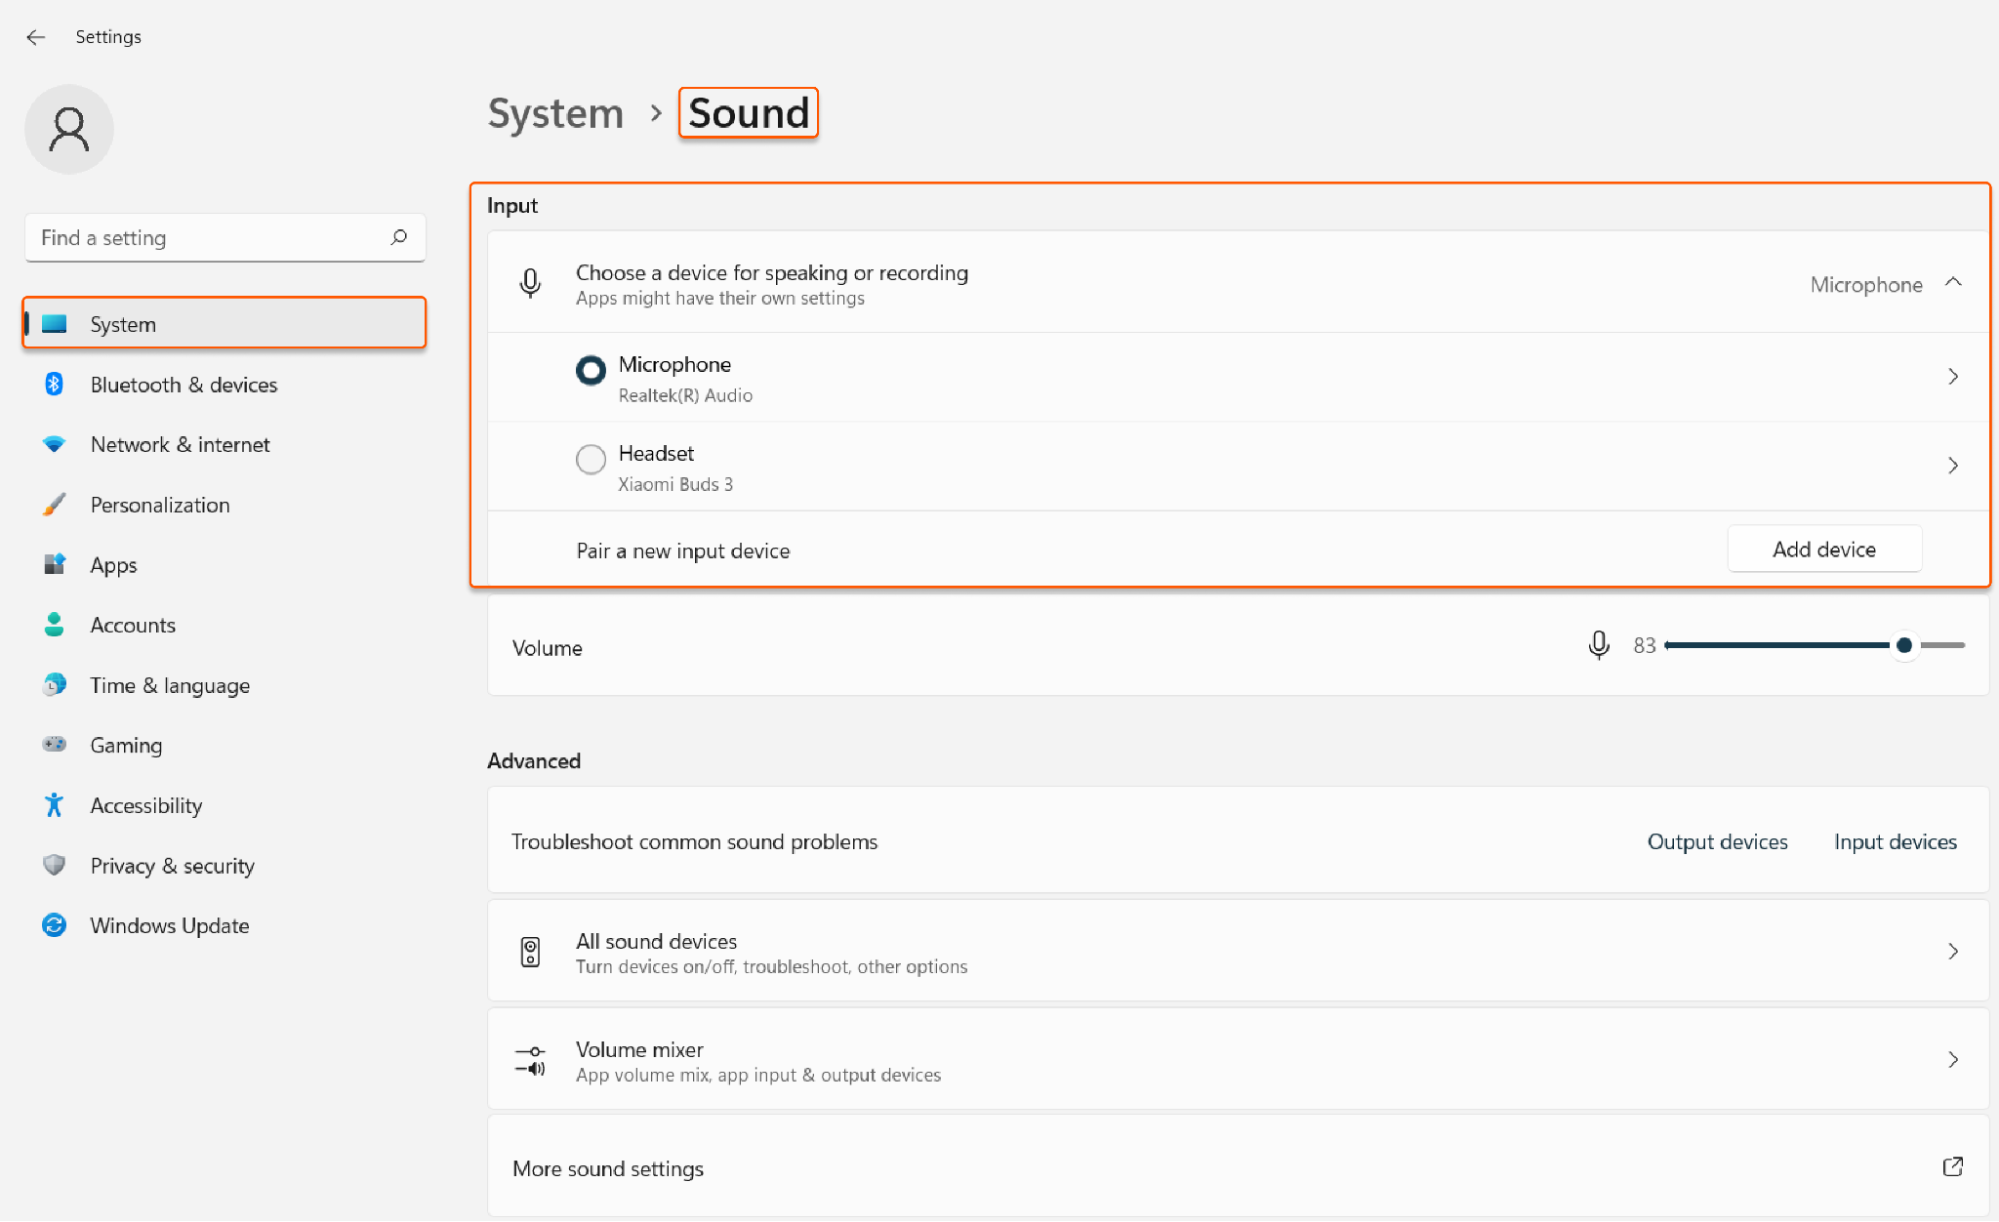 Settings
System > Sound
Find a setting
System
Bluetooth & devices
Network & internet
Personalization
Apps
Accounts
Time & language
Gaming
Accessibility
Privacy & security
Windows Update
Input
Choose a device for speaking or recording
Apps might have their own settings
Microphone
Microphone
Realtek(R) Audio
Headset
Xiaomi Buds 3
Pair a new input device
Add device
Volume
83
Advanced
Troubleshoot common sound problems
Output devices
Input devices
All sound devices
Turn devices on/off, troubleshoot, other options
Volume mixer
App volume mix, app input & output devices
More sound settings